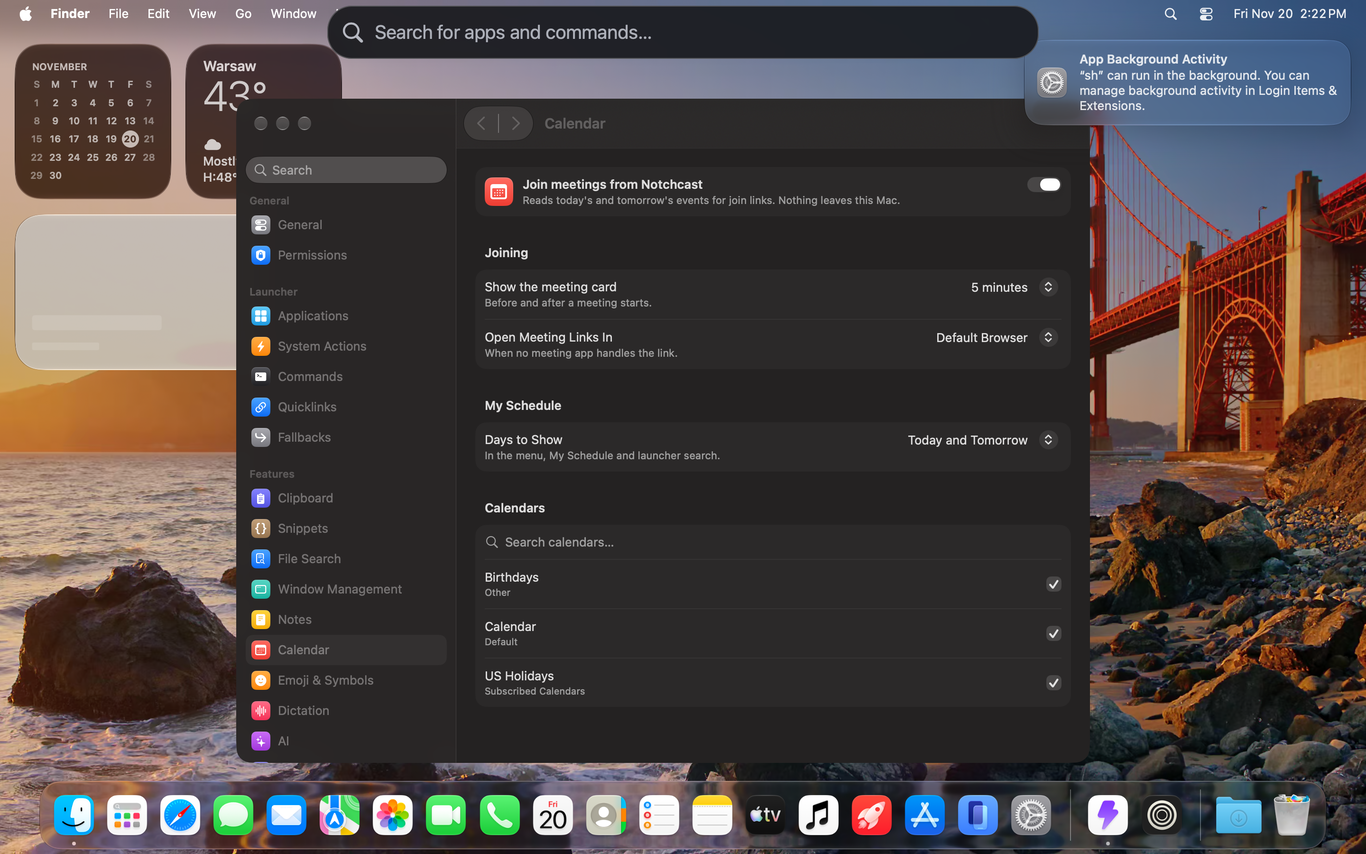 Finder File Edit View Go Window
Fri Nov 20 2:22 PM
Search for apps and commands...
App Background Activity
“sh” can run in the background. You can
manage background activity in Login Items &
Extensions.
NOVEMBER
S M T W T F S
1 2 3 4 5 6 7
8 9 10 11 12 13 14
15 16 17 18 19 20 21
22 23 24 25 26 27 28
29 30
Warsaw
43°
H:48°
Search
General
General
Permissions
Launcher
Applications
System Actions
Commands
Quicklinks
Fallbacks
Features
Clipboard
Snippets
File Search
Window Management
Notes
Calendar
Emoji & Symbols
Dictation
AI
Calendar
Join meetings from Notchcast
Reads today's and tomorrow's events for join links. Nothing leaves this Mac.
Joining
Show the meeting card
5 minutes
Before and after a meeting starts.
Open Meeting Links In
Default Browser
When no meeting app handles the link.
My Schedule
Days to Show
Today and Tomorrow
In the menu, My Schedule and launcher search.
Calendars
Search calendars...
Birthdays
Other
Calendar
Default
US Holidays
Subscribed Calendars
Fri
20
tv